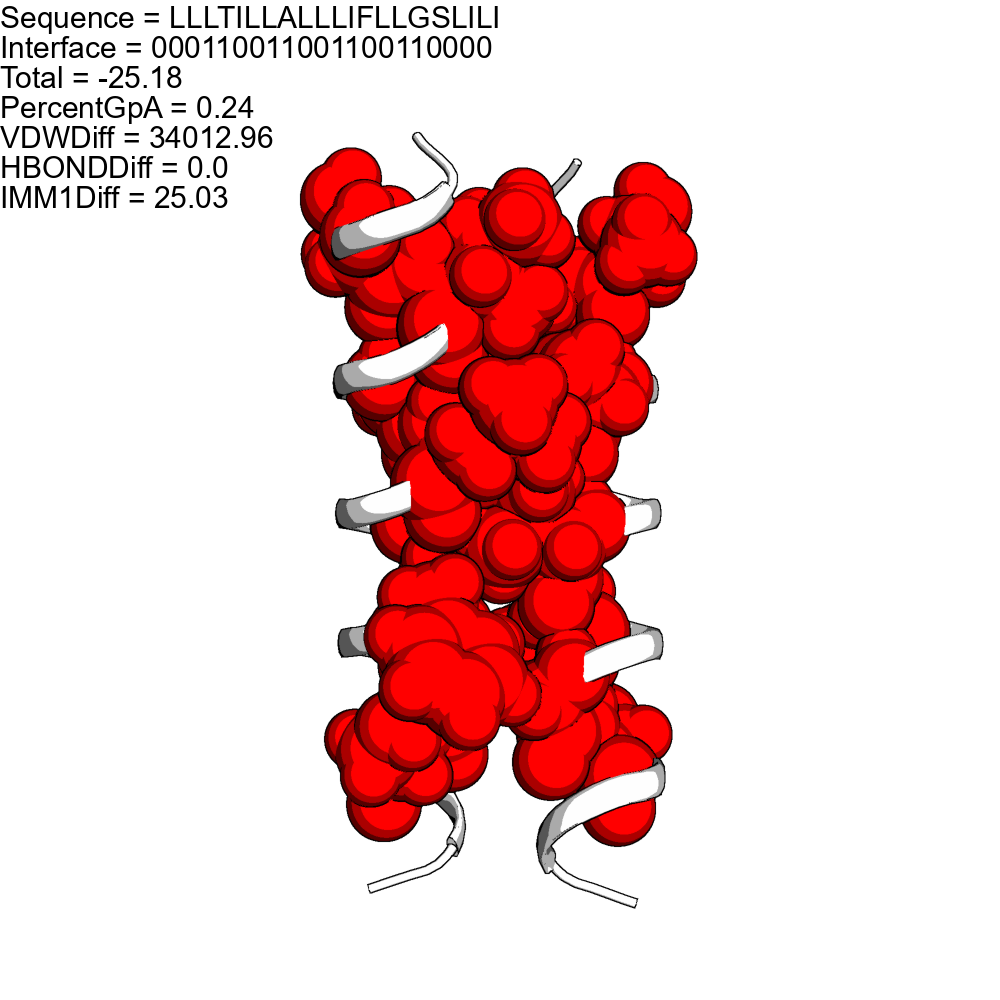 Sequence = LLLTILLALLLIFLLGSLILI
Interface = 000110011001100110000
Total = -25.18
PercentGpA = 0.24
VDWDiff = 34012.96
HBONDDiff = 0.0
IMM1Diff = 25.03